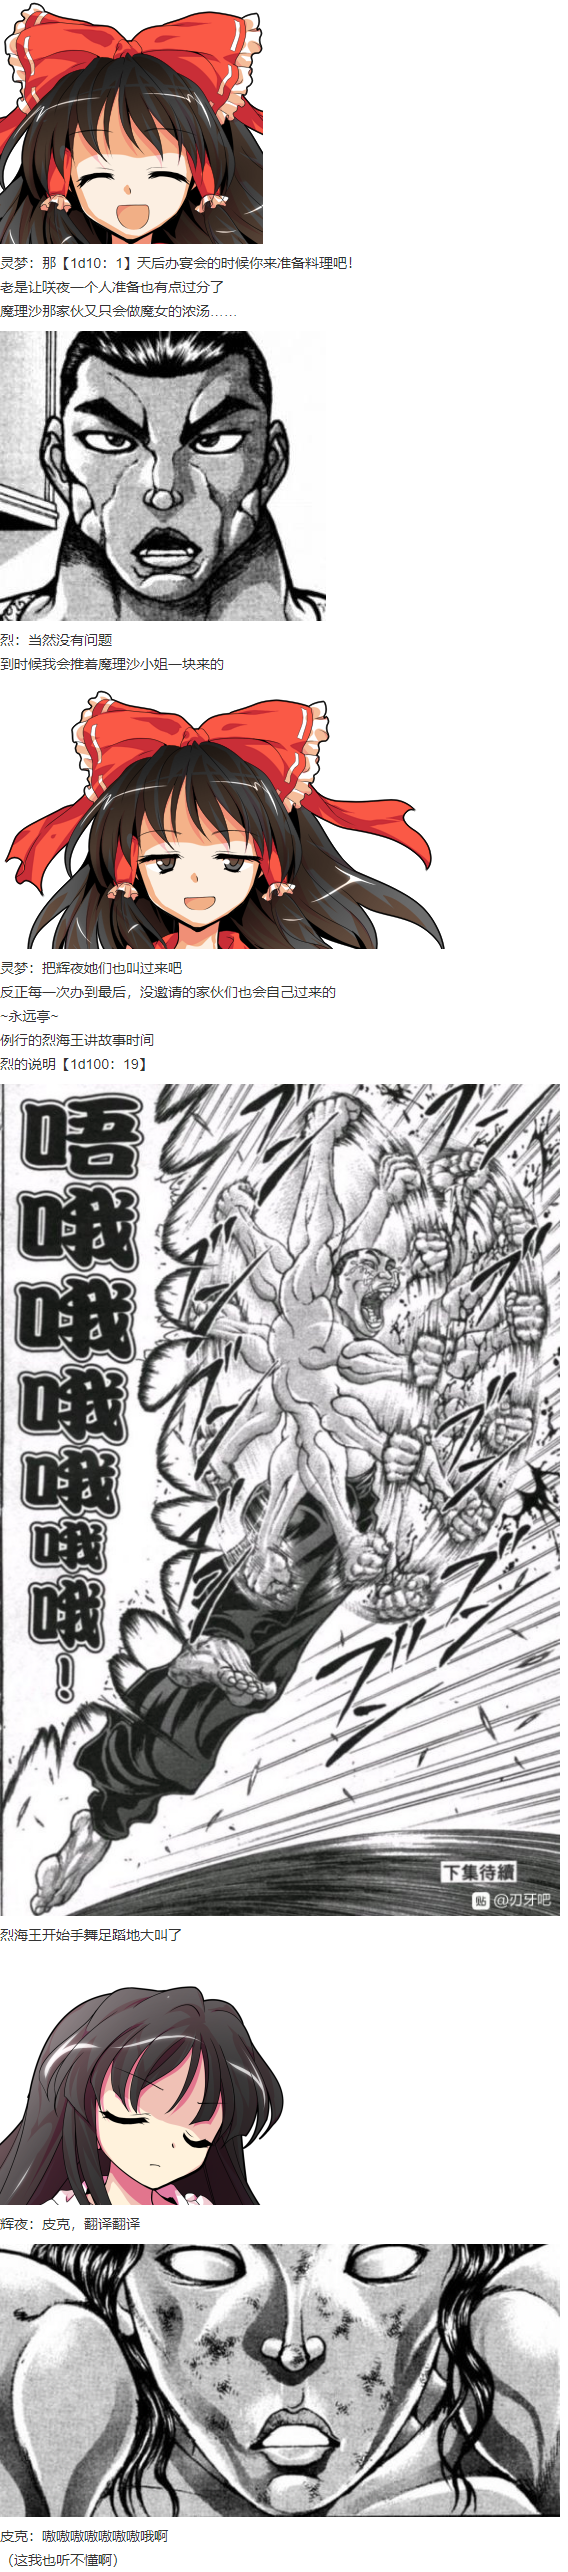 灵梦：那【1d10：1】天后办宴会的时候你来准备料理吧！
老是让咲夜一个人准备也有点过分了
魔理沙那家伙又只会做魔女的浓汤……
烈：当然没有问题
到时候我会推着魔理沙小姐一块来的
灵梦：把辉夜她们也叫过来吧
反正每一次办到最后，没邀请的家伙们也会自己过来的
~永远亭~
例行的烈海王讲故事时间
烈的说明【1d100：19】
唔哦哦哦哦哦哦！
下集待續
贴 @刃牙吧
烈海王开始手舞足蹈地大叫了
辉夜：皮克，翻译翻译
皮克：嗷嗷嗷嗷嗷嗷嗷哦啊
（这我也听不懂啊）